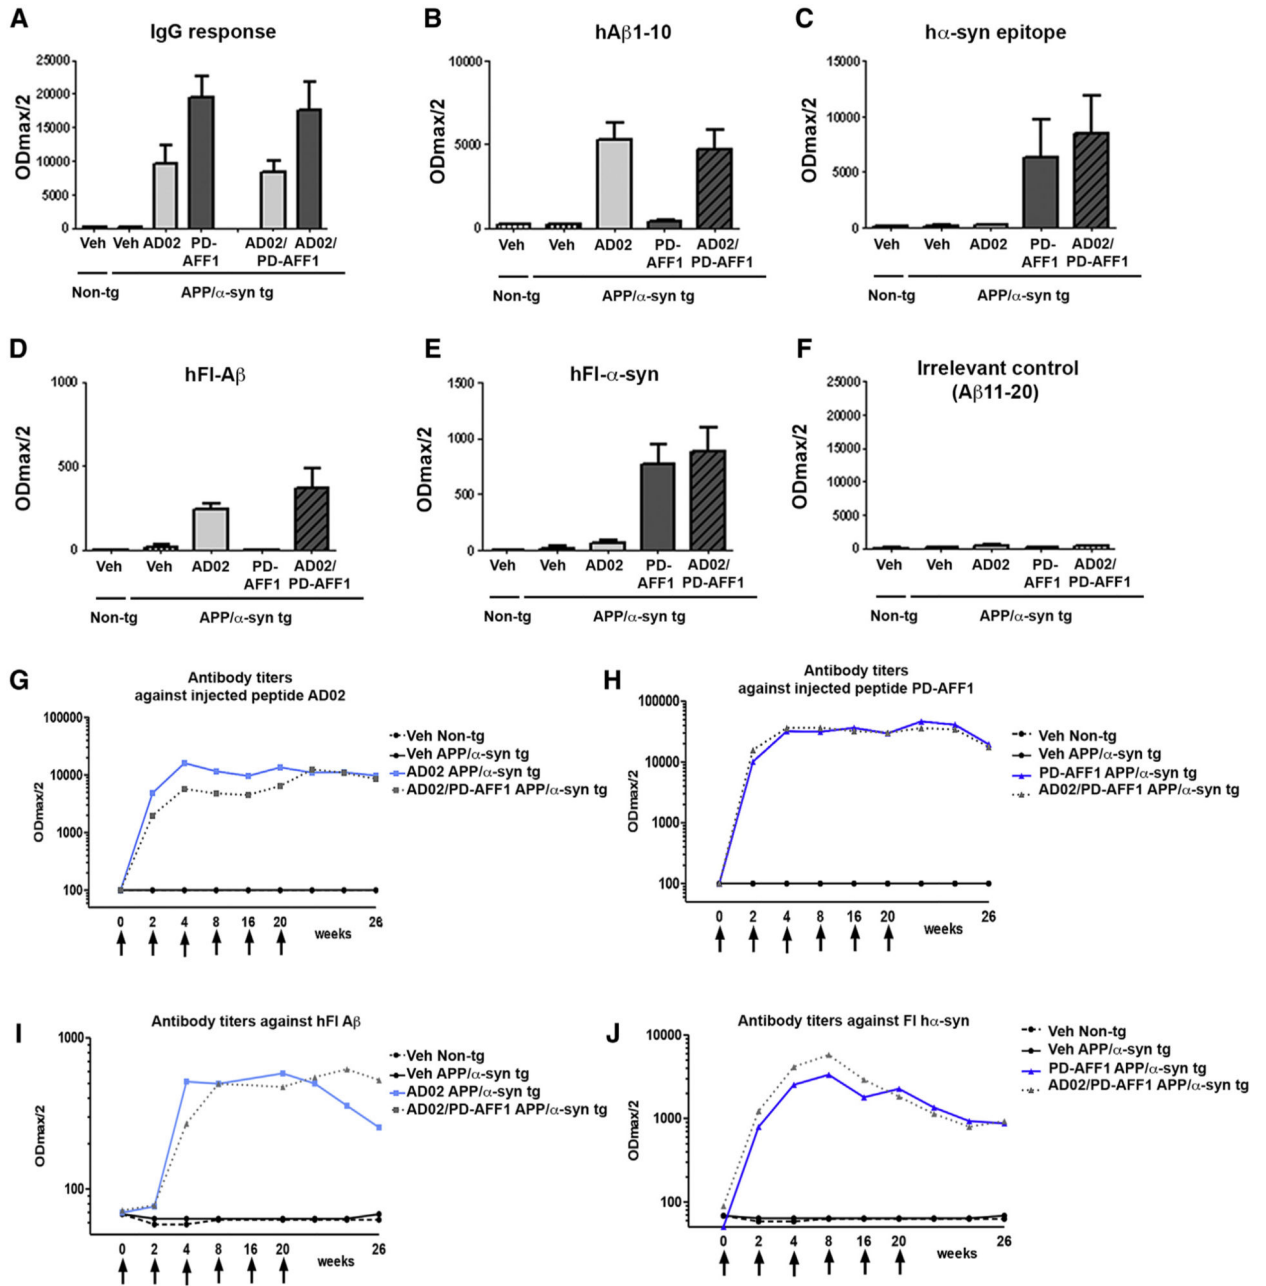 A
IgG response
ODmax/2
25000
20000
15000
10000
5000
0
Veh Veh AD02 PD-AFF1 AD02/ AD02/
PD-AFF1
Non-tg APP/α-syn tg
B
hAβ1-10
ODmax/2
10000
5000
0
Veh Veh AD02 PD-AFF1 AD02/PD-AFF1
Non-tg APP/α-syn tg
C
hα-syn epitope
ODmax/2
15000
10000
5000
0
Veh Veh AD02 PD-AFF1 AD02/PD-AFF1
Non-tg APP/α-syn tg
D
hFl-Aβ
ODmax/2
1000
500
0
Veh Veh AD02 PD-AFF1 AD02/PD-AFF1
Non-tg APP/α-syn tg
E
hFl-α-syn
ODmax/2
1500
1000
500
0
Veh Veh AD02 PD-AFF1 AD02/PD-AFF1
Non-tg APP/α-syn tg
F
Irrelevant control
(Aβ11-20)
ODmax/2
25000
20000
15000
10000
5000
0
Veh Veh AD02 PD-AFF1 AD02/PD-AFF1
Non-tg APP/α-syn tg
G
Antibody titers
against injected peptide AD02
ODmax/2
100000
10000
1000
100
0 2 4 8 16 20 26
weeks
Veh Non-tg
Veh APP/α-syn tg
AD02 APP/α-syn tg
AD02/PD-AFF1 APP/α-syn tg
H
Antibody titers
against injected peptide PD-AFF1
ODmax/2
100000
10000
1000
100
0 2 4 8 16 20 26
weeks
Veh Non-tg
Veh APP/α-syn tg
PD-AFF1 APP/α-syn tg
AD02/PD-AFF1 APP/α-syn tg
I
Antibody titers against hFl Aβ
ODmax/2
1000
100
0 2 4 8 16 20 26
weeks
Veh Non-tg
Veh APP/α-syn tg
AD02 APP/α-syn tg
AD02/PD-AFF1 APP/α-syn tg
J
Antibody titers against Fl hα-syn
ODmax/2
10000
1000
100
0 2 4 8 16 20 26
weeks
Veh Non-tg
Veh APP/α-syn tg
PD-AFF1 APP/α-syn tg
AD02/PD-AFF1 APP/α-syn tg